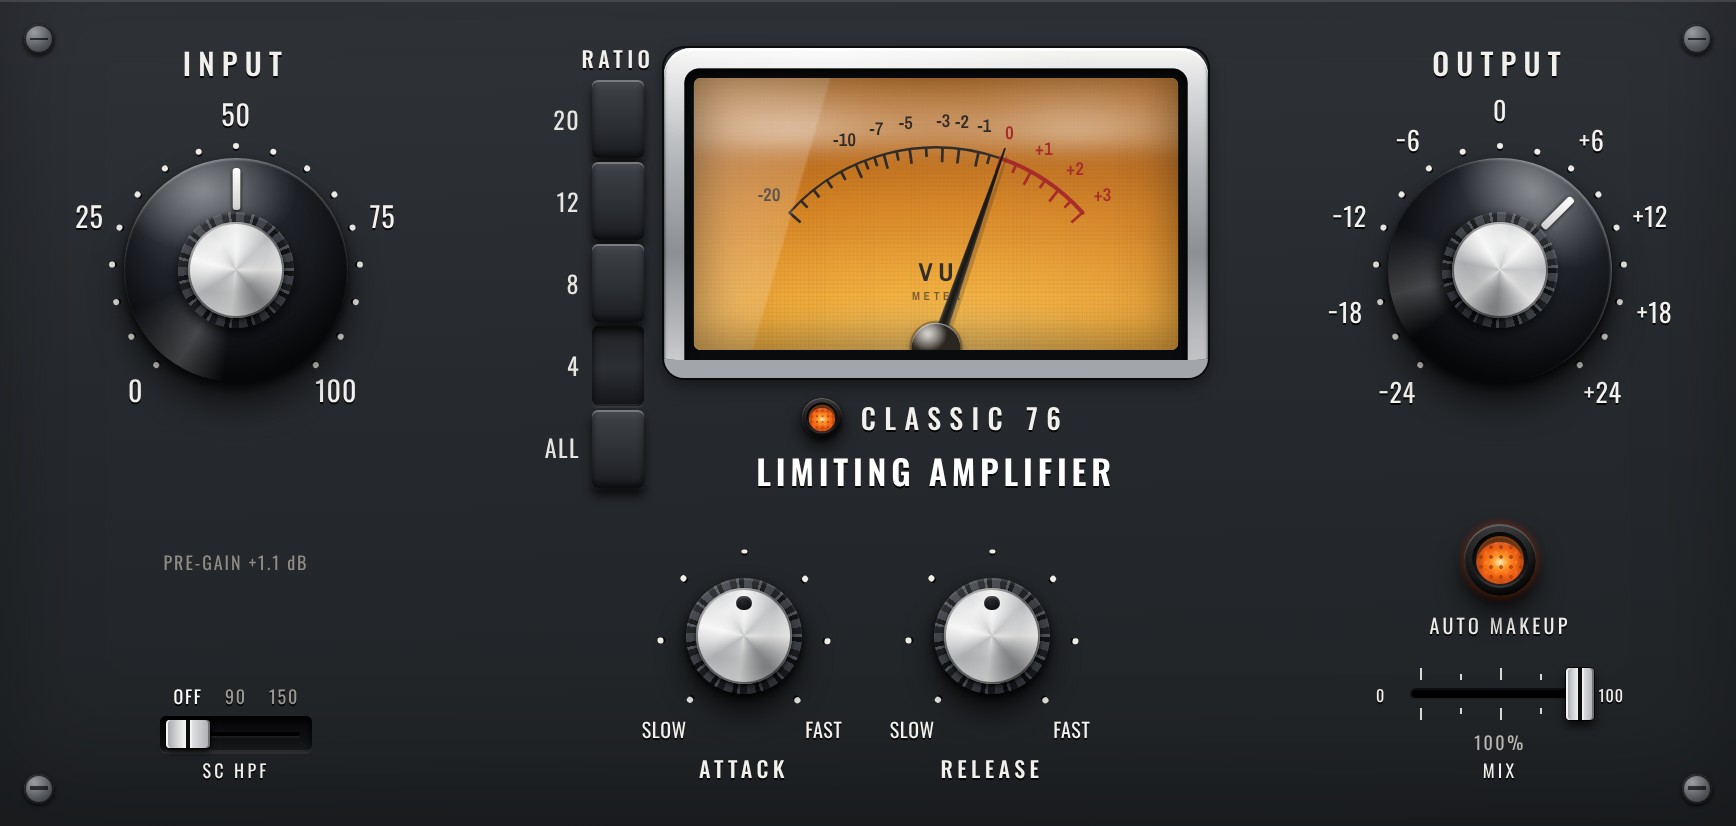 INPUT
50
25
75
0
100
PRE-GAIN +1.1 dB
OFF 90 150
SC HPF
RATIO
20
12
8
4
ALL
-20 -10 -7 -5 -3 -2 -1 0 +1 +2 +3
VU
METER
CLASSIC 76
LIMITING AMPLIFIER
SLOW FAST
ATTACK
SLOW FAST
RELEASE
OUTPUT
0
-6 +6
-12 +12
-18 +18
-24 +24
AUTO MAKEUP
0 100
100%
MIX